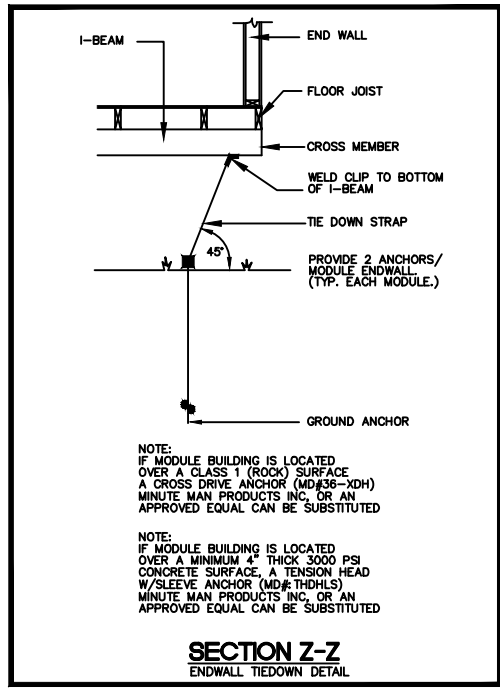 I-BEAM
END WALL
FLOOR JOIST
CROSS MEMBER
WELD CLIP TO BOTTOM
OF I-BEAM
TIE DOWN STRAP
45°
PROVIDE 2 ANCHORS/
MODULE ENDWALL.
(TYP. EACH MODULE.)
GROUND ANCHOR
NOTE:
IF MODULE BUILDING IS LOCATED
OVER A CLASS 1 (ROCK) SURFACE
A CROSS DRIVE ANCHOR (MD#36-XDH)
MINUTE MAN PRODUCTS INC, OR AN
APPROVED EQUAL CAN BE SUBSTITUTED
NOTE:
IF MODULE BUILDING IS LOCATED
OVER A MINIMUM 4" THICK 3000 PSI
CONCRETE SURFACE, A TENSION HEAD
W/SLEEVE ANCHOR (MD#: THDHLS)
MINUTE MAN PRODUCTS INC, OR AN
APPROVED EQUAL CAN BE SUBSTITUTED
SECTION Z-Z
ENDWALL TIEDOWN DETAIL